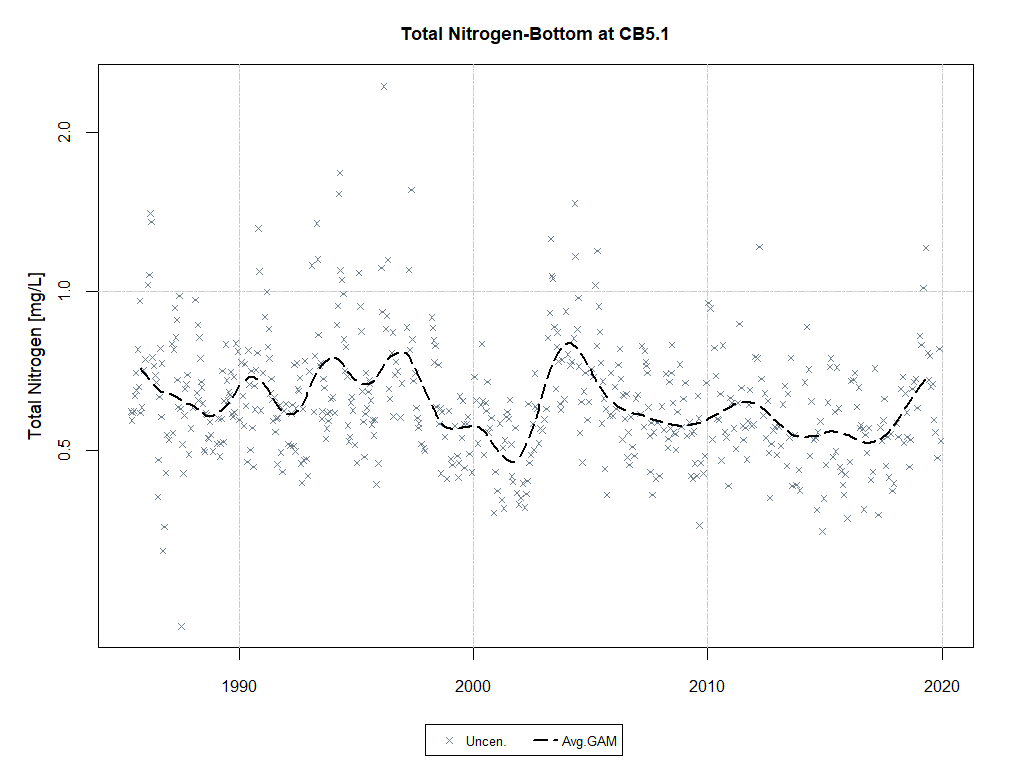 Total Nitrogen-Bottom at CB5.1
Total Nitrogen [mg/L]
2.0
1.0
0.5
1990 2000 2010 2020
Uncen. Avg.GAM